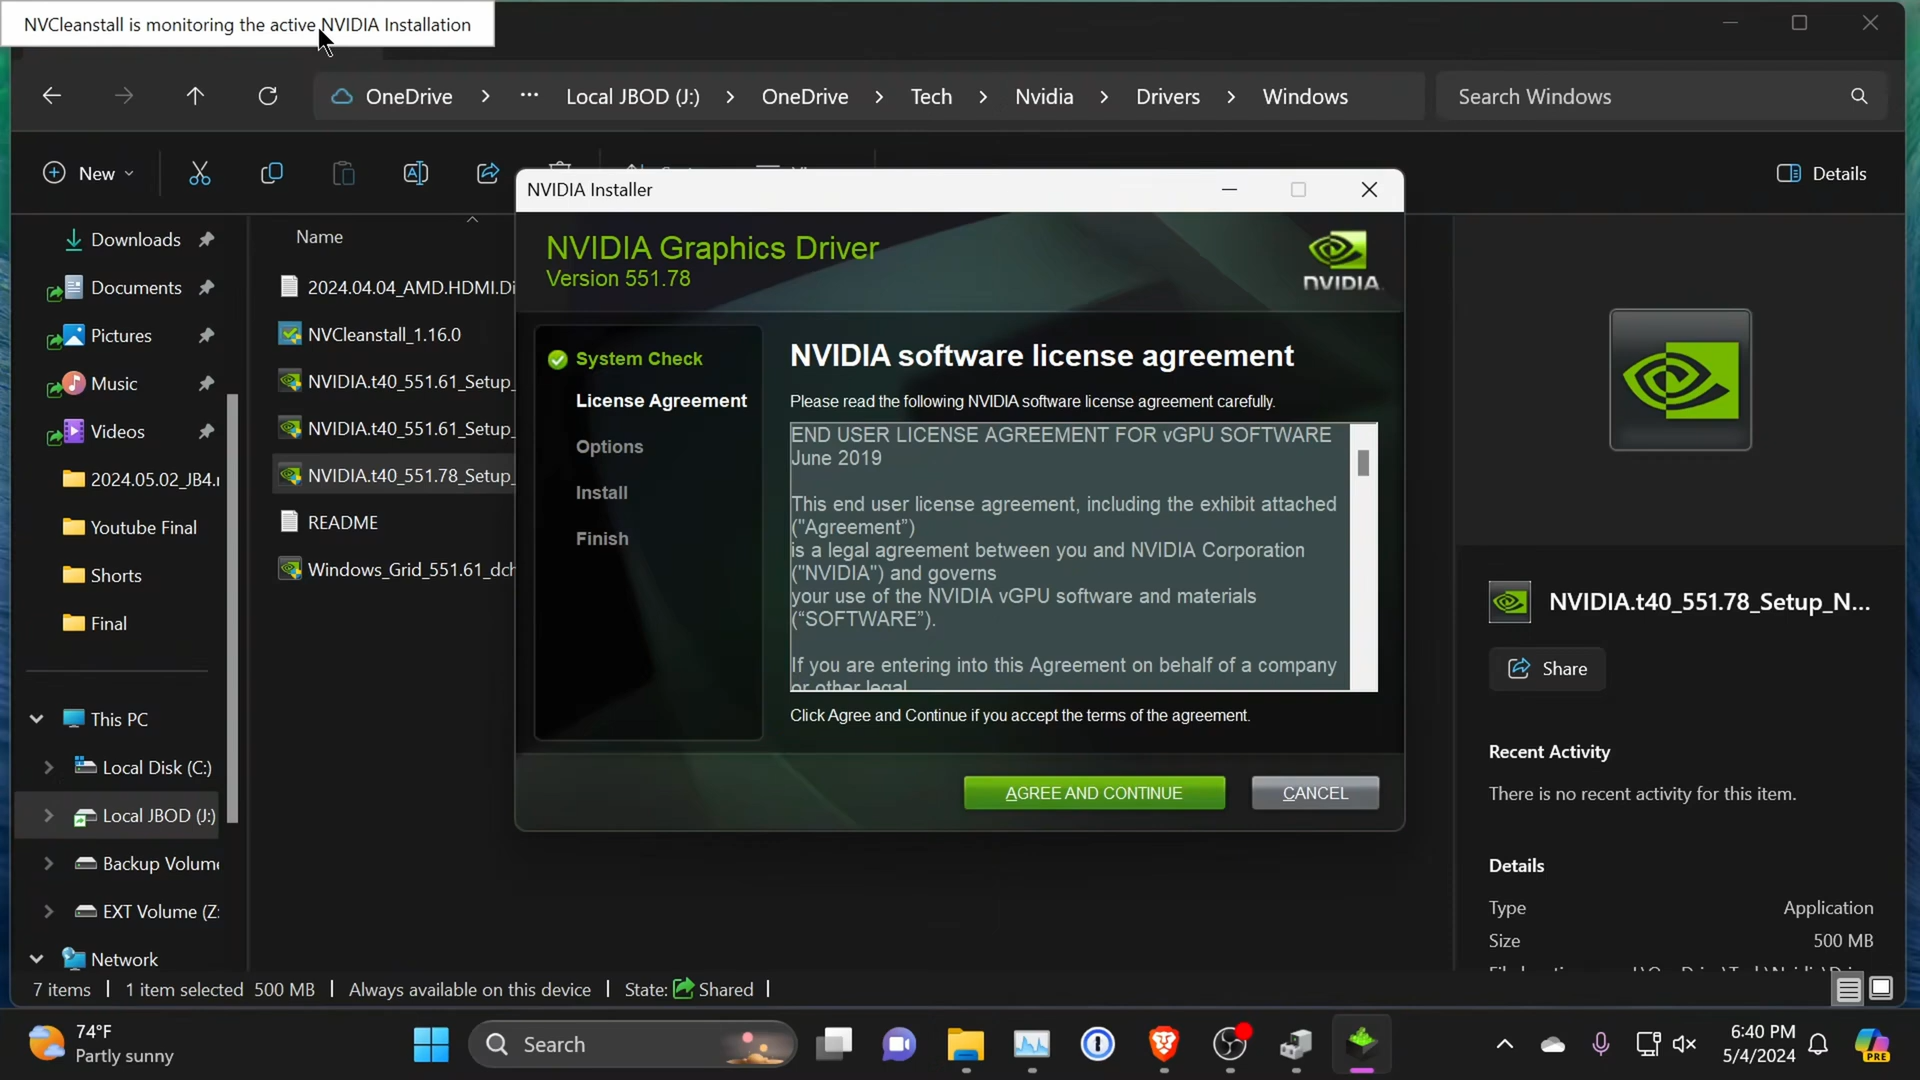 NVCleanstall is monitoring the active NVIDIA Installation
OneDrive > ... Local JBOD (J:) > OneDrive > Tech > Nvidia > Drivers > Windows
Search Windows
New
Details
Downloads
Documents
Pictures
Music
Videos
2024.05.02_JB4.
Youtube Final
Shorts
Final
This PC
Local Disk (C:)
Local JBOD (J:)
Backup Volum
EXT Volume (Z:
Network
Name
2024.04.04_AMD.HDMI.Di
NVCleanstall_1.16.0
NVIDIA.t40_551.61_Setup_
NVIDIA.t40_551.61_Setup_
NVIDIA.t40_551.78_Setup_
README
Windows_Grid_551.61_dch
NVIDIA Installer
NVIDIA Graphics Driver
Version 551.78
NVIDIA.
System Check
License Agreement
Options
Install
Finish
NVIDIA software license agreement
Please read the following NVIDIA software license agreement carefully.
END USER LICENSE AGREEMENT FOR vGPU SOFTWARE
June 2019
This end user license agreement, including the exhibit attached
("Agreement")
is a legal agreement between you and NVIDIA Corporation
("NVIDIA") and governs
your use of the NVIDIA vGPU software and materials
(“SOFTWARE”).
If you are entering into this Agreement on behalf of a company
or other legal
Click Agree and Continue if you accept the terms of the agreement.
AGREE AND CONTINUE
CANCEL
NVIDIA.t40_551.78_Setup_N...
Share
Recent Activity
There is no recent activity for this item.
Details
Type Application
Size 500 MB
7 items | 1 item selected 500 MB | Always available on this device | State: Shared |
74°F
Partly sunny
Search
6:40 PM
5/4/2024
PRE